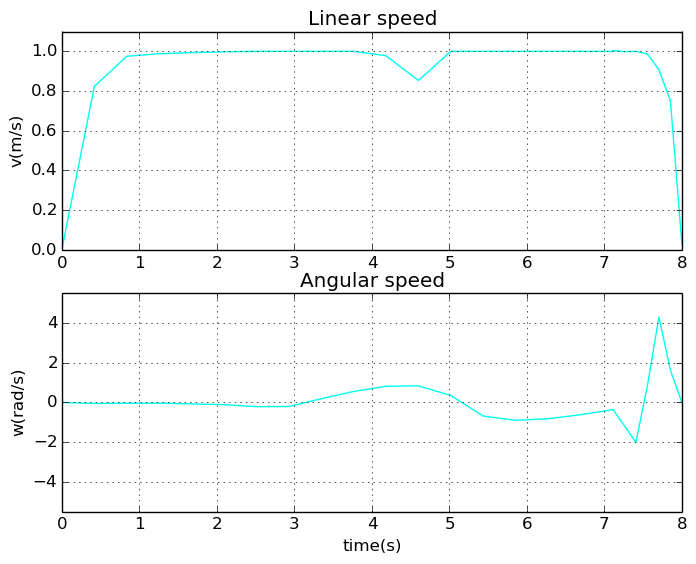 Linear speed
1.0
0.8
0.6
0.4
0.2
0.0
v(m/s)
0 1 2 3 4 5 6 7 8
Angular speed
4
2
0
−2
−4
w(rad/s)
0 1 2 3 4 5 6 7 8
time(s)